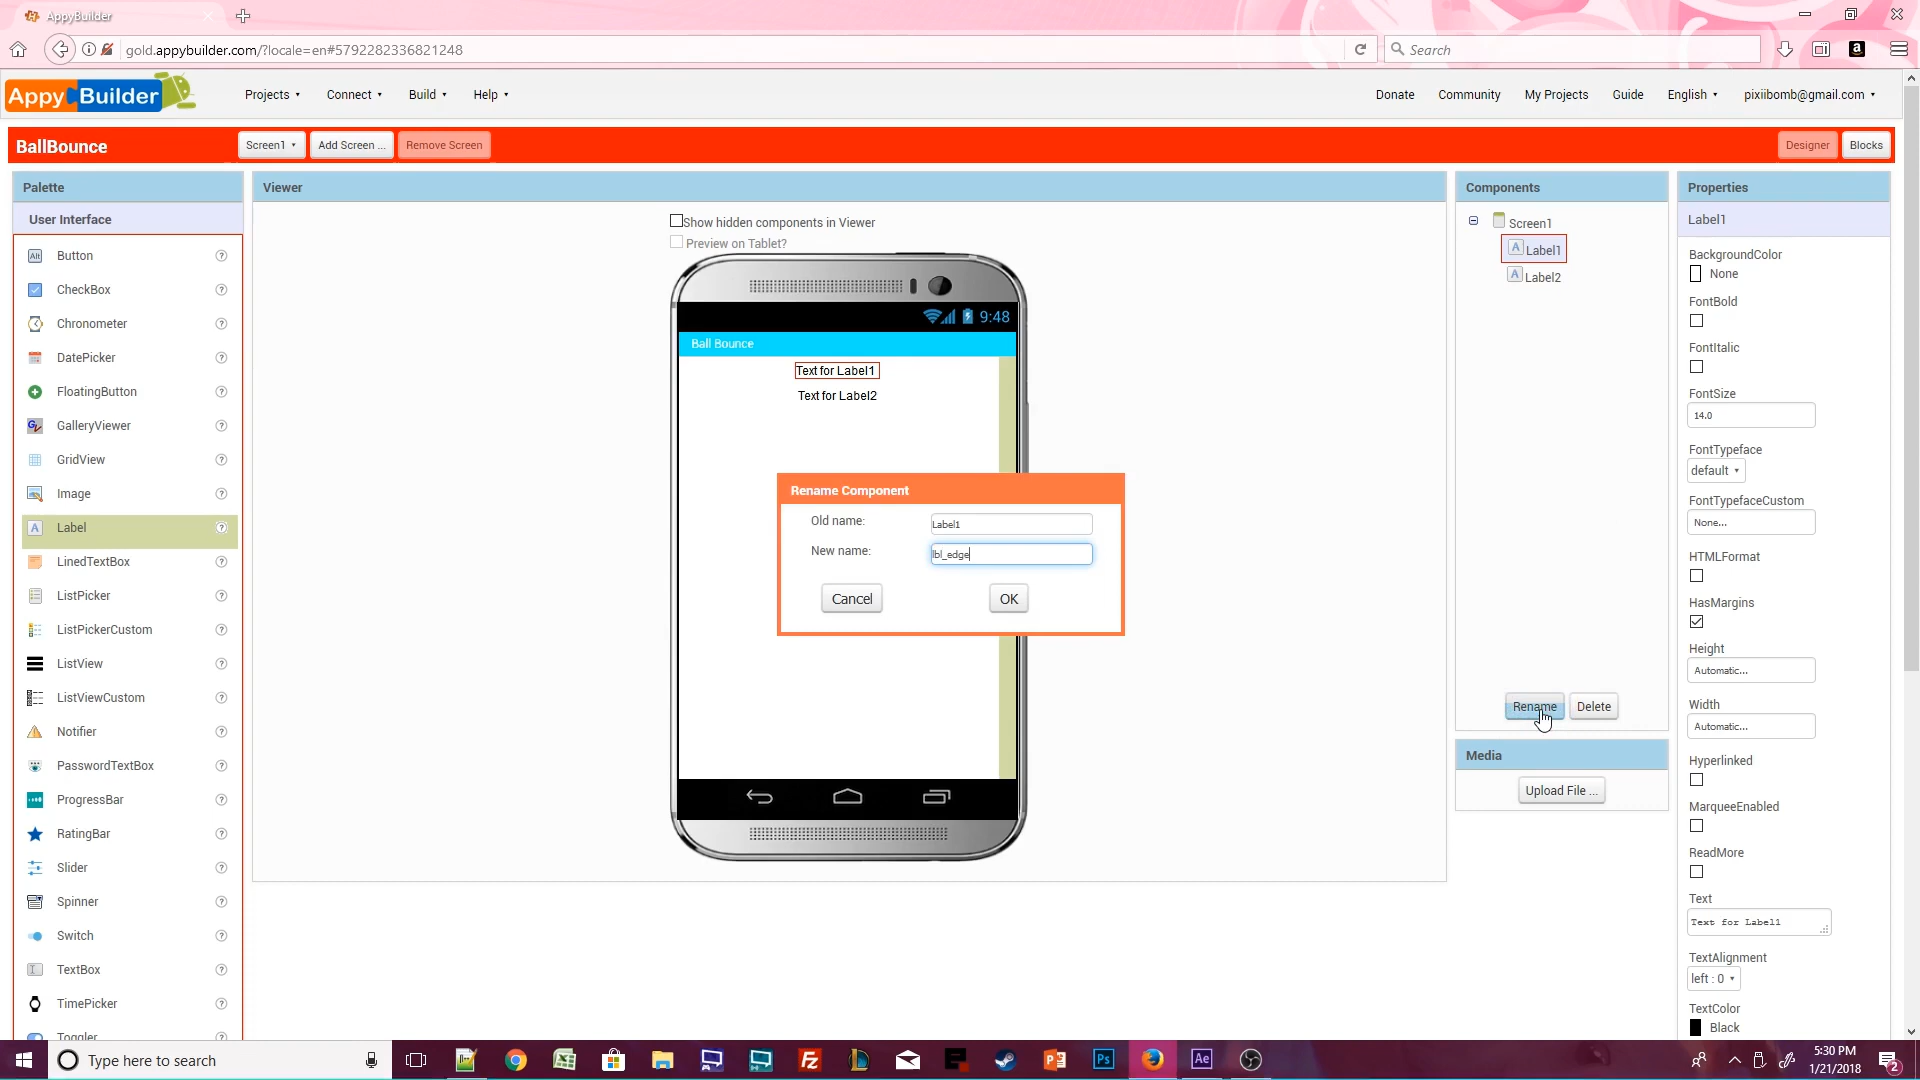 AppyBuilder
gold.appybuilder.com/?locale=en#5792282336821248
Search
Appy Builder
Projects
Connect
Build
Help
Donate
Community
My Projects
Guide
English
pixiibomb@gmail.com
BallBounce
Screen1
Add Screen ...
Remove Screen
Designer
Blocks
Palette
Viewer
Components
Properties
User Interface
Button
CheckBox
Chronometer
DatePicker
FloatingButton
GalleryViewer
GridView
Image
Label
LinedTextBox
ListPicker
ListPickerCustom
ListView
ListViewCustom
Notifier
PasswordTextBox
ProgressBar
RatingBar
Slider
Spinner
Switch
TextBox
TimePicker
Toggler
Show hidden components in Viewer
Preview on Tablet?
9:48
Ball Bounce
Text for Label1
Text for Label2
Rename Component
Old name:
Label1
New name:
lbl_edge
Cancel
OK
Screen1
Label1
Label2
Rename
Delete
Media
Upload File ...
Label1
BackgroundColor
None
FontBold
FontItalic
FontSize
14.0
FontTypeface
default
FontTypefaceCustom
None...
HTMLFormat
HasMargins
Height
Automatic...
Width
Automatic...
Hyperlinked
MarqueeEnabled
ReadMore
Text
Text for Label1
TextAlignment
left : 0
TextColor
Black
Type here to search
5:30 PM
1/21/2018
2